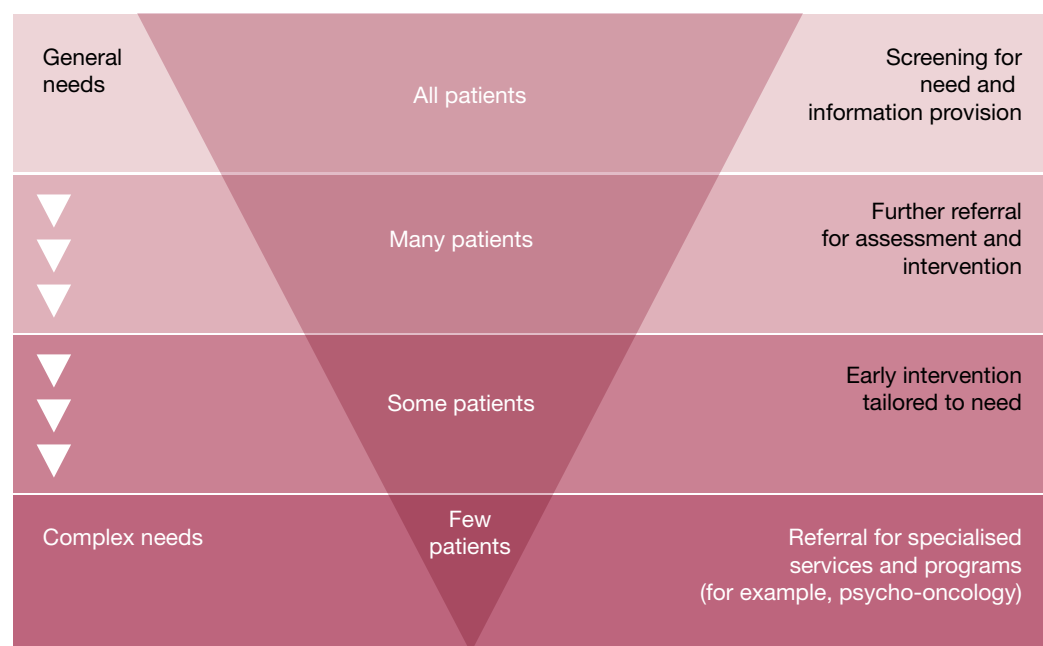 General
needs
All patients
Screening for
need and
information provision
Many patients
Further referral
for assessment and
intervention
Some patients
Early intervention
tailored to need
Complex needs
Few
patients
Referral for specialised
services and programs
(for example, psycho-oncology)